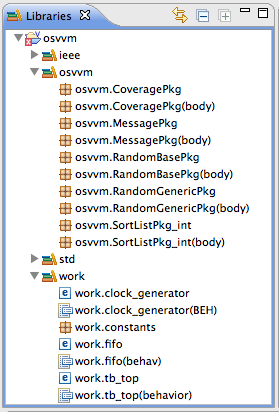 Libraries
osvvm
ieee
osvvm
osvvm.CoveragePkg
osvvm.CoveragePkg(body)
osvvm.MessagePkg
osvvm.MessagePkg(body)
osvvm.RandomBasePkg
osvvm.RandomBasePkg(body)
osvvm.RandomGenericPkg
osvvm.RandomGenericPkg(body)
osvvm.SortListPkg_int
osvvm.SortListPkg_int(body)
std
work
work.clock_generator
work.clock_generator(BEH)
work.constants
work.fifo
work.fifo(behav)
work.tb_top
work.tb_top(behavior)